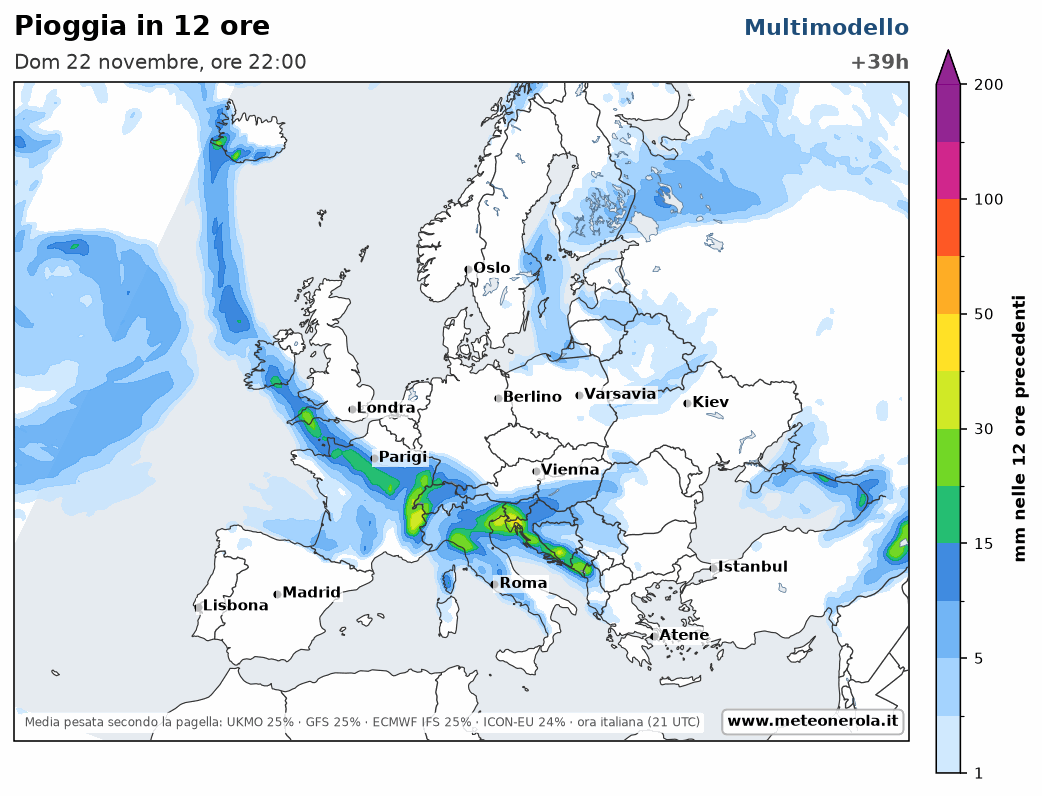 Pioggia in 12 ore
Multimodello
Dom 22 novembre, ore 22:00
+39h
200
100
50
30
15
5
1
mm nelle 12 ore precedenti
Oslo
Berlino
Varsavia
Kiev
Londra
Parigi
Vienna
Istanbul
Roma
Madrid
Lisbona
Atene
Media pesata secondo la pagella: UKMO 25% · GFS 25% · ECMWF IFS 25% · ICON-EU 24% · ora italiana (21 UTC)
www.meteonerola.it